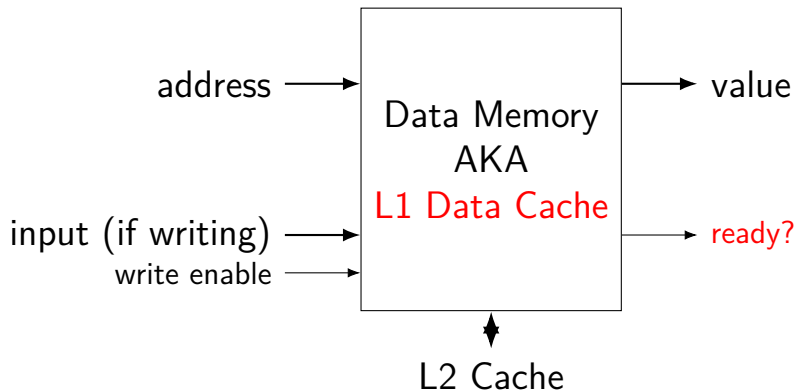 address
value
Data Memory
AKA
L1 Data Cache
input (if writing)
ready?
write enable
L2 Cache